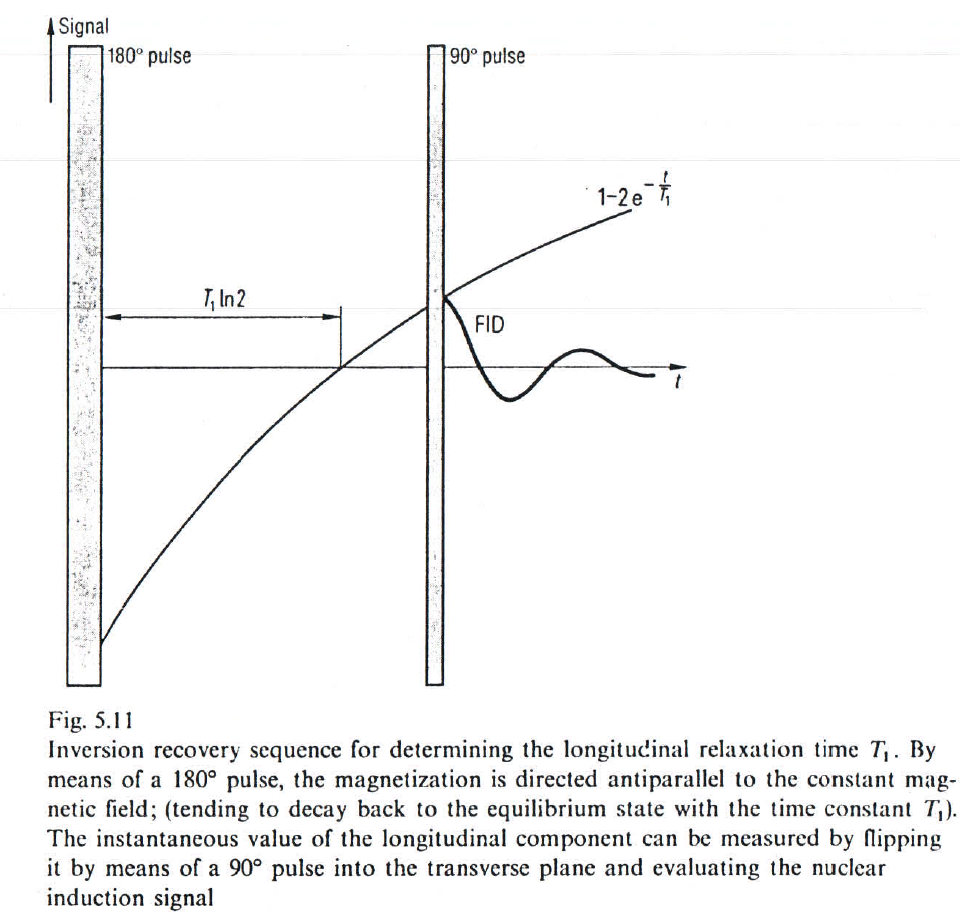 Signal
180° pulse
90° pulse
1–2e^(–t/T₁)
T₁ ln2
FID
t
Fig. 5.11
Inversion recovery sequence for determining the longitudinal relaxation time T₁. By
means of a 180° pulse, the magnetization is directed antiparallel to the constant mag-
netic field; (tending to decay back to the equilibrium state with the time constant T₁).
The instantaneous value of the longitudinal component can be measured by flipping
it by means of a 90° pulse into the transverse plane and evaluating the nuclear
induction signal